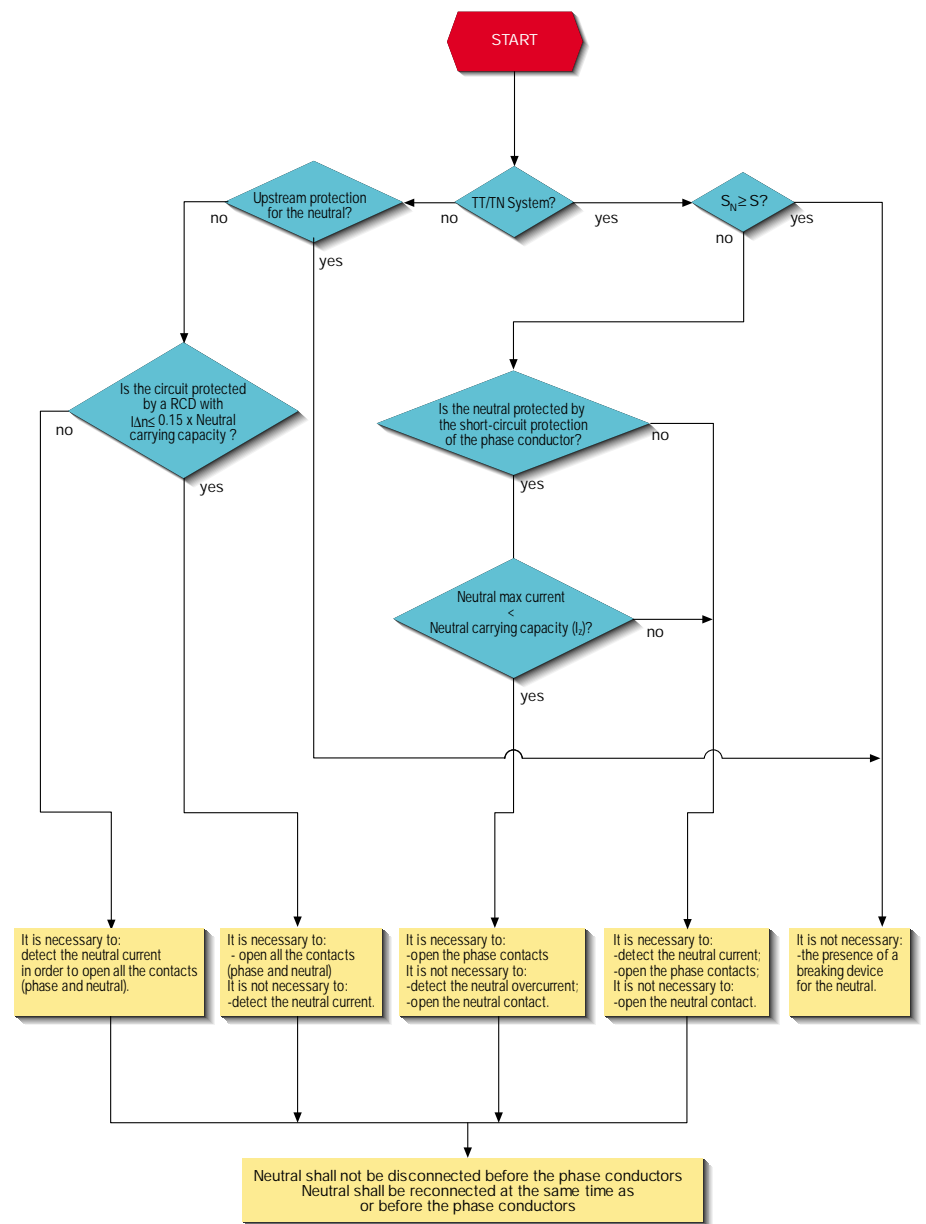 START
Upstream protection
for the neutral?
TT/TN System?
S_N ≥ S?
no
no
yes
no
yes
yes
Is the circuit protected
by a RCD with
I∆n≤ 0.15 x Neutral
carrying capacity ?
no
yes
Is the neutral protected by
the short-circuit protection
of the phase conductor?
no
yes
Neutral max current
<
Neutral carrying capacity (I_z)?
no
yes
It is necessary to:
detect the neutral current
in order to open all the contacts
(phase and neutral).
It is necessary to:
- open all the contacts
(phase and neutral)
It is not necessary to:
-detect the neutral current.
It is necessary to:
-open the phase contacts
It is not necessary to:
-detect the neutral overcurrent;
-open the neutral contact.
It is necessary to:
-detect the neutral current;
-open the phase contacts;
It is not necessary to:
-open the neutral contact.
It is not necessary:
-the presence of a
breaking device
for the neutral.
Neutral shall not be disconnected before the phase conductors
Neutral shall be reconnected at the same time as
or before the phase conductors